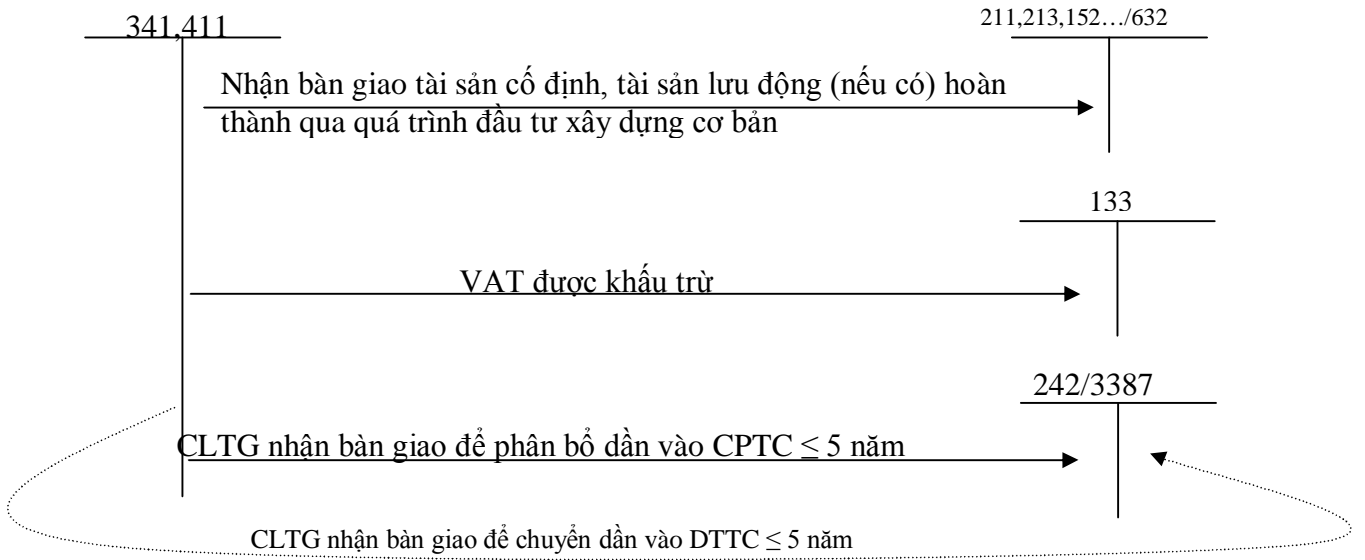 341,411
211,213,152…/632
Nhận bàn giao tài sản cố định, tài sản lưu động (nếu có) hoàn
thành qua quá trình đầu tư xây dựng cơ bản
133
VAT được khấu trừ
242/3387
CLTG nhận bàn giao để phân bổ dần vào CPTC ≤ 5 năm
CLTG nhận bàn giao để chuyển dần vào DTTC ≤ 5 năm